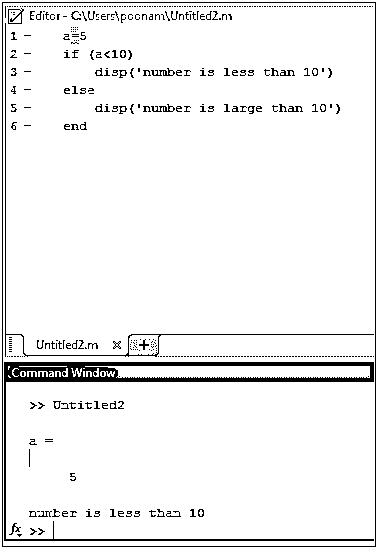 Editor - C:\Users\poonam\Untitled2.m
1 - a=5
2 - if (a<10)
3 - disp('number is less than 10')
4 - else
5 - disp('number is large than 10')
6 - end
Untitled2.m × +
Command Window
>> Untitled2
a =
5
number is less than 10
fx >>